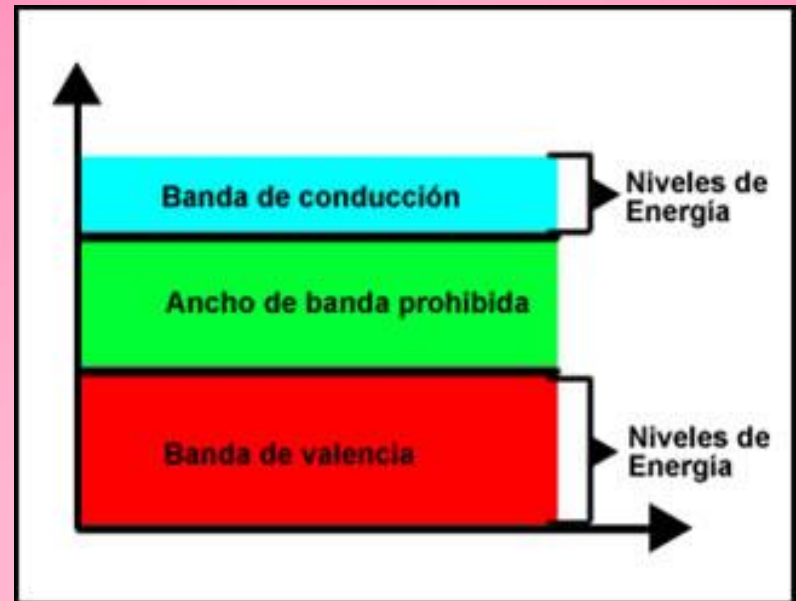 Banda de conducción
Niveles de
Energía
Ancho de banda prohibida
Banda de valencia
Niveles de
Energía